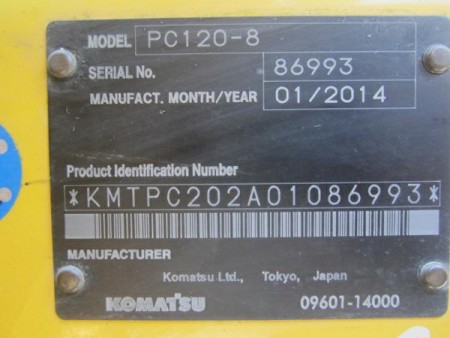 MODEL PC120-8
SERIAL No. 86993
MANUFACT. MONTH/YEAR 01/2014
Product Identification Number
*KMTPC202A01086993*
MANUFACTURER
Komatsu Ltd., Tokyo, Japan
KOMATSU 09601-14000